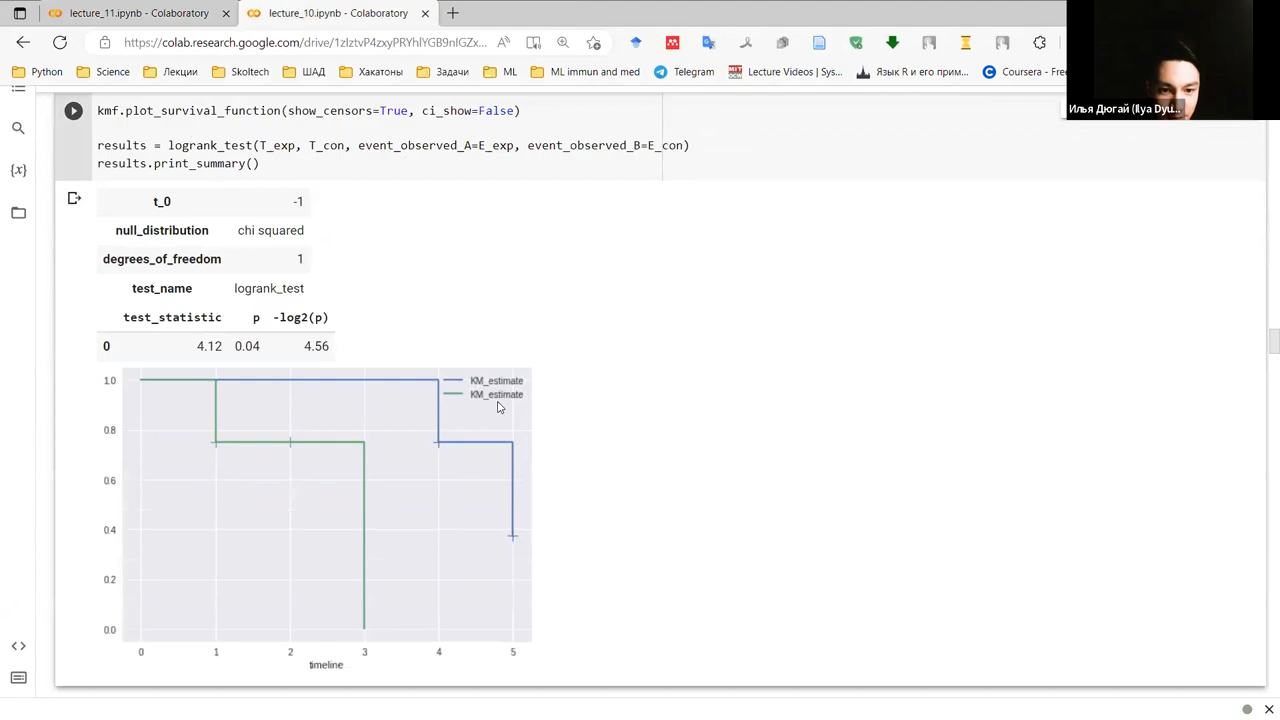 lecture_11.ipynb - Colaboratory
lecture_10.ipynb - Colaboratory
https://colab.research.google.com/drive/1zIztvP4zxyPRYhlYGB9nIGZx...
Python
Science
Лекции
Skoltech
ШАД
Хакатоны
Задачи
ML
ML immun and med
Telegram
MIT
Lecture Videos | Sys...
Язык R и его прим...
Coursera - Free On
Илья Дюгай (Ilya Dyu...
kmf.plot_survival_function(show_censors=True, ci_show=False)
results = logrank_test(T_exp, T_con, event_observed_A=E_exp, event_observed_B=E_con)
results.print_summary()
t_0 -1
null_distribution chi squared
degrees_of_freedom 1
test_name logrank_test
test_statistic p -log2(p)
0 4.12 0.04 4.56
KM_estimate
KM_estimate
1.0
0.8
0.6
0.4
0.2
0.0
0 1 2 3 4 5
timeline